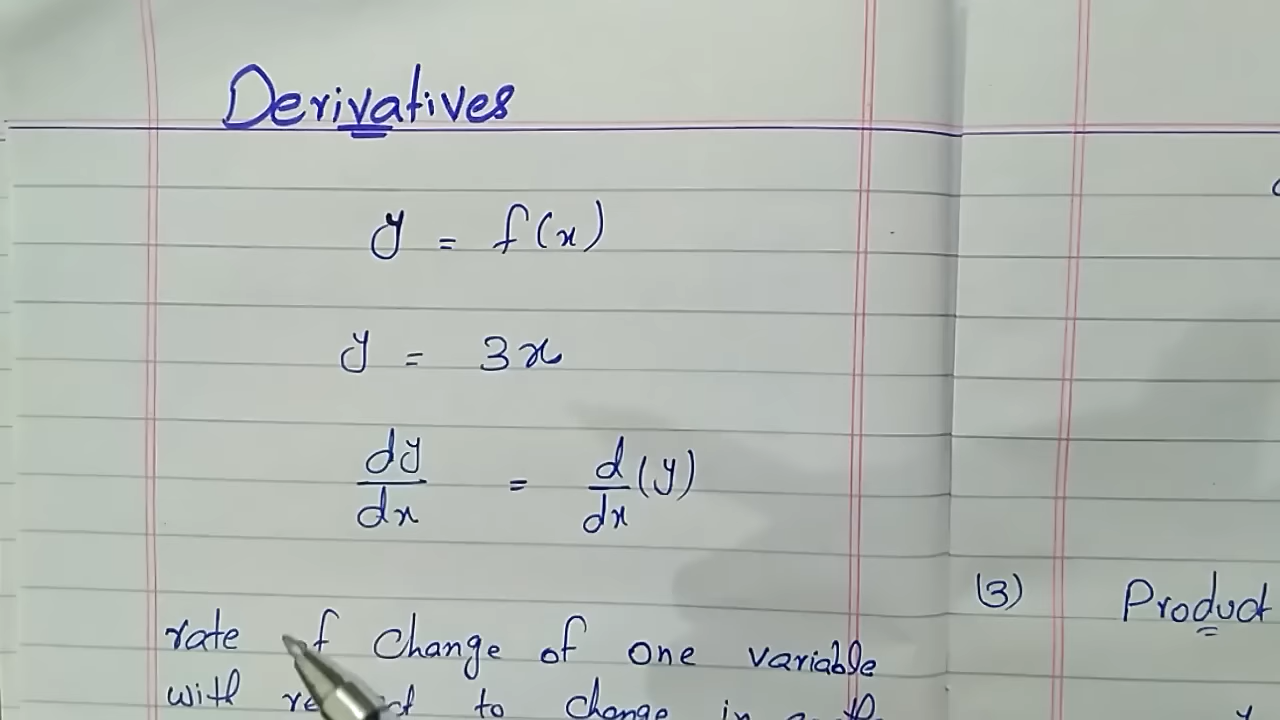 Derivatives
y = f(x)
y = 3x
dy/dx = d/dx (y)
rate of change of one variable
with to change in
(3) Product